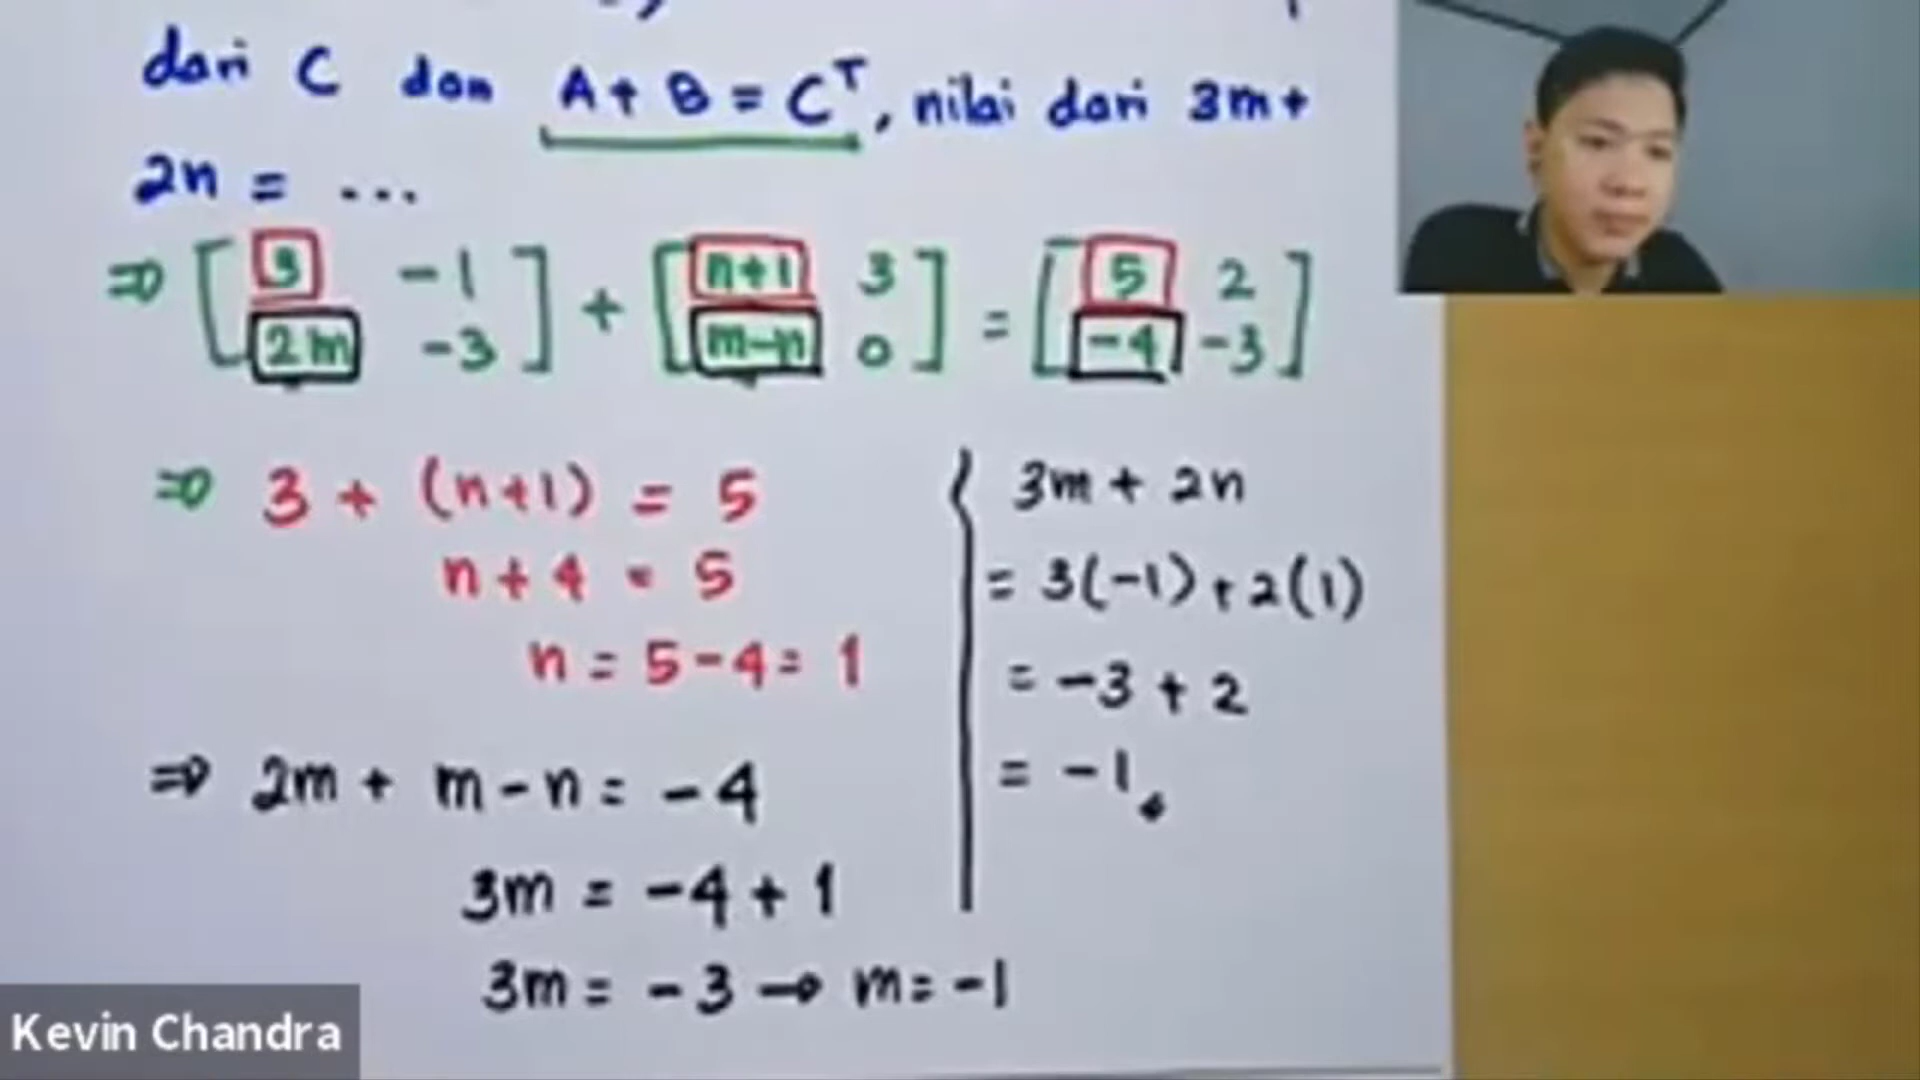 dari C dan A + B = Cᵀ, nilai dari 3m +
2n = ...
⇒ [3 -1] + [n+1 3] = [5 2]
[2m -3] [m-n 0] [-4 -3]
⇒ 3 + (n+1) = 5
n + 4 = 5
n = 5 - 4 = 1
⇒ 2m + m - n = -4
3m = -4 + 1
3m = -3 → m = -1
3m + 2n
= 3(-1) + 2(1)
= -3 + 2
= -1
Kevin Chandra